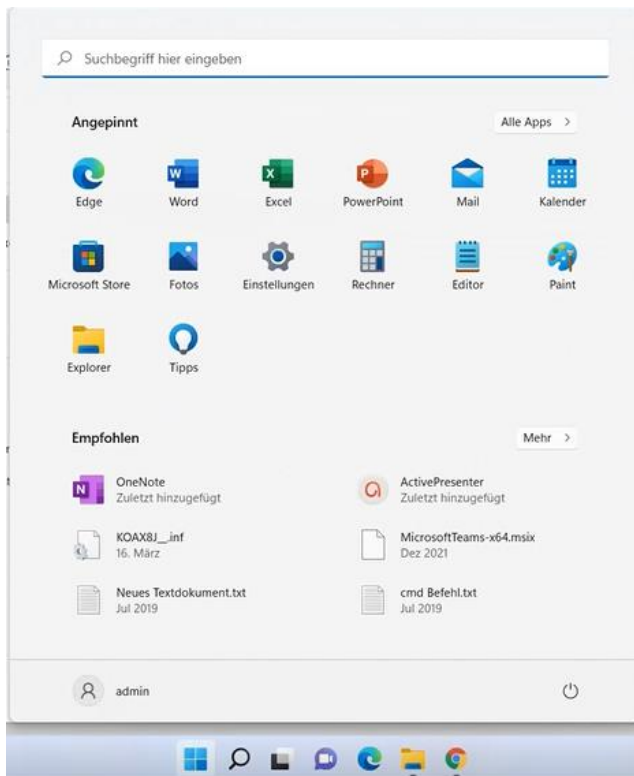 Suchbegriff hier eingeben
Angepinnt
Alle Apps
Edge
Word
Excel
PowerPoint
Mail
Kalender
Microsoft Store
Fotos
Einstellungen
Rechner
Editor
Paint
Explorer
Tipps
Empfohlen
Mehr
OneNote
Zuletzt hinzugefügt
ActivePresenter
Zuletzt hinzugefügt
KOAX8J__.inf
16. März
MicrosoftTeams-x64.msix
Dez 2021
Neues Textdokument.txt
Jul 2019
cmd Befehl.txt
Jul 2019
admin